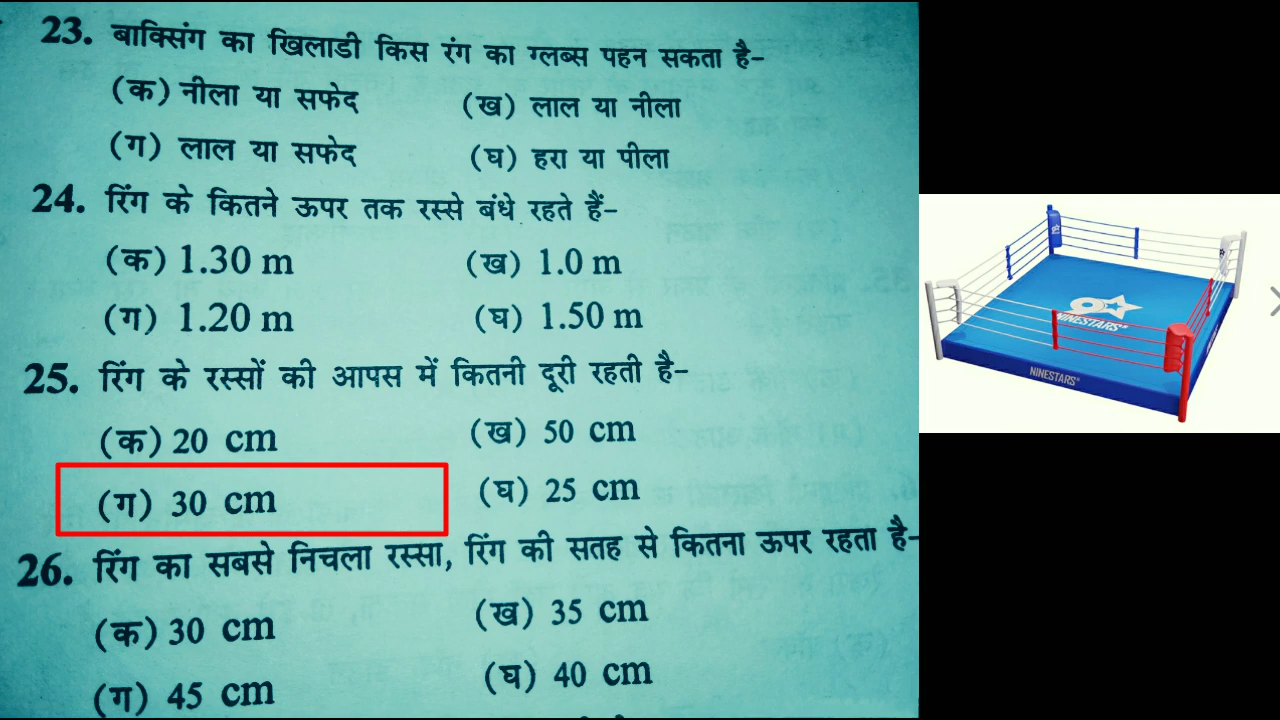 23. बाक्सिंग का खिलाडी किस रंग का ग्लब्स पहन सकता है-
(क) नीला या सफेद (ख) लाल या नीला
(ग) लाल या सफेद (घ) हरा या पीला
24. रिंग के कितने ऊपर तक रस्से बंधे रहते हैं-
(क) 1.30 m (ख) 1.0 m
(ग) 1.20 m (घ) 1.50 m
25. रिंग के रस्सों की आपस में कितनी दूरी रहती है-
(क) 20 cm (ख) 50 cm
(ग) 30 cm (घ) 25 cm
26. रिंग का सबसे निचला रस्सा, रिंग की सतह से कितना ऊपर रहता है-
(क) 30 cm (ख) 35 cm
(ग) 45 cm (घ) 40 cm
NINESTARS
NINESTARS